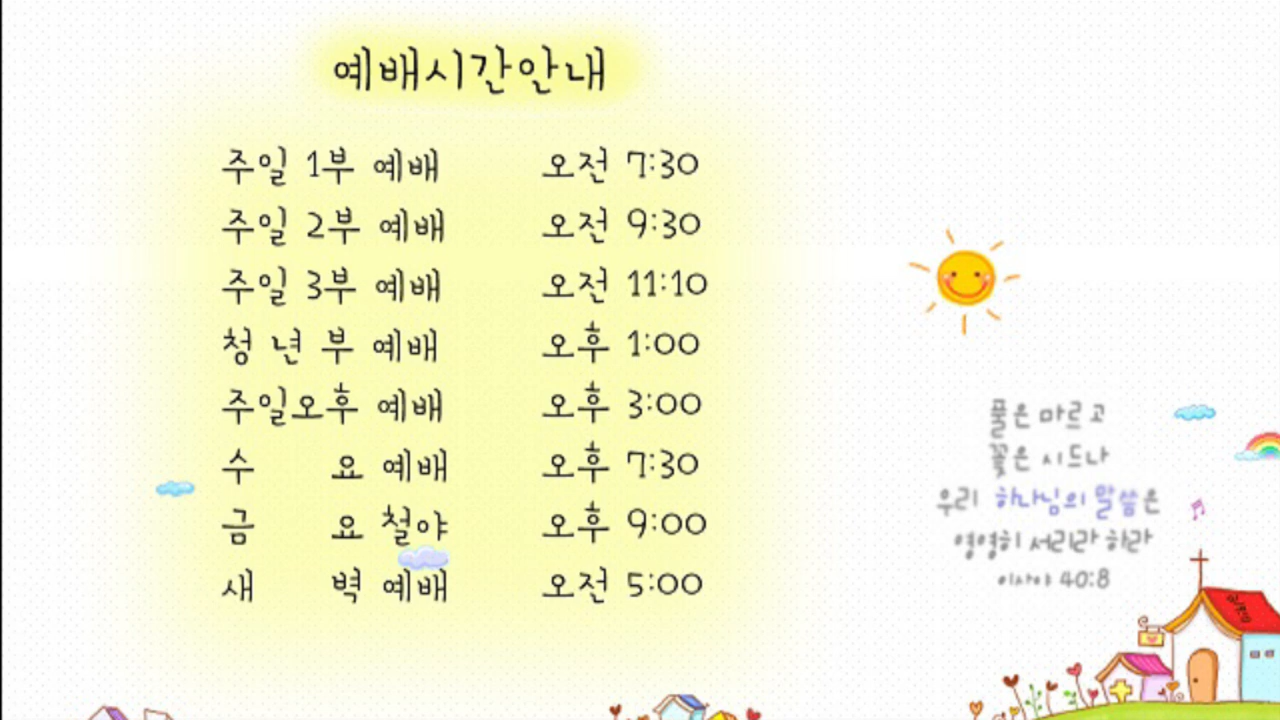 예배시간안내
주일 1부 예배 오전 7:30
주일 2부 예배 오전 9:30
주일 3부 예배 오전 11:10
청 년 부 예배 오후 1:00
주일오후 예배 오후 3:00
수 요 예배 오후 7:30
금 요 철야 오후 9:00
새 벽 예배 오전 5:00
풀은 마르고
꽃은 시드나
우리 하나님의 말씀은
영영히 서리라 하라
이사야 40:8